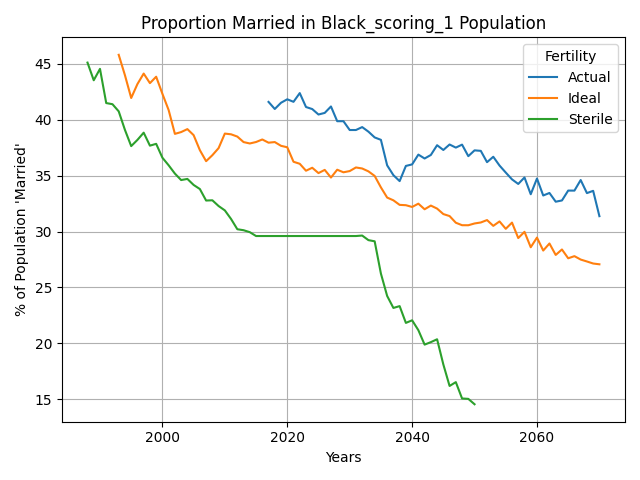 Proportion Married in Black_scoring_1 Population
% of Population 'Married'
45
40
35
30
25
20
15
Fertility
Actual
Ideal
Sterile
2000 2020 2040 2060
Years